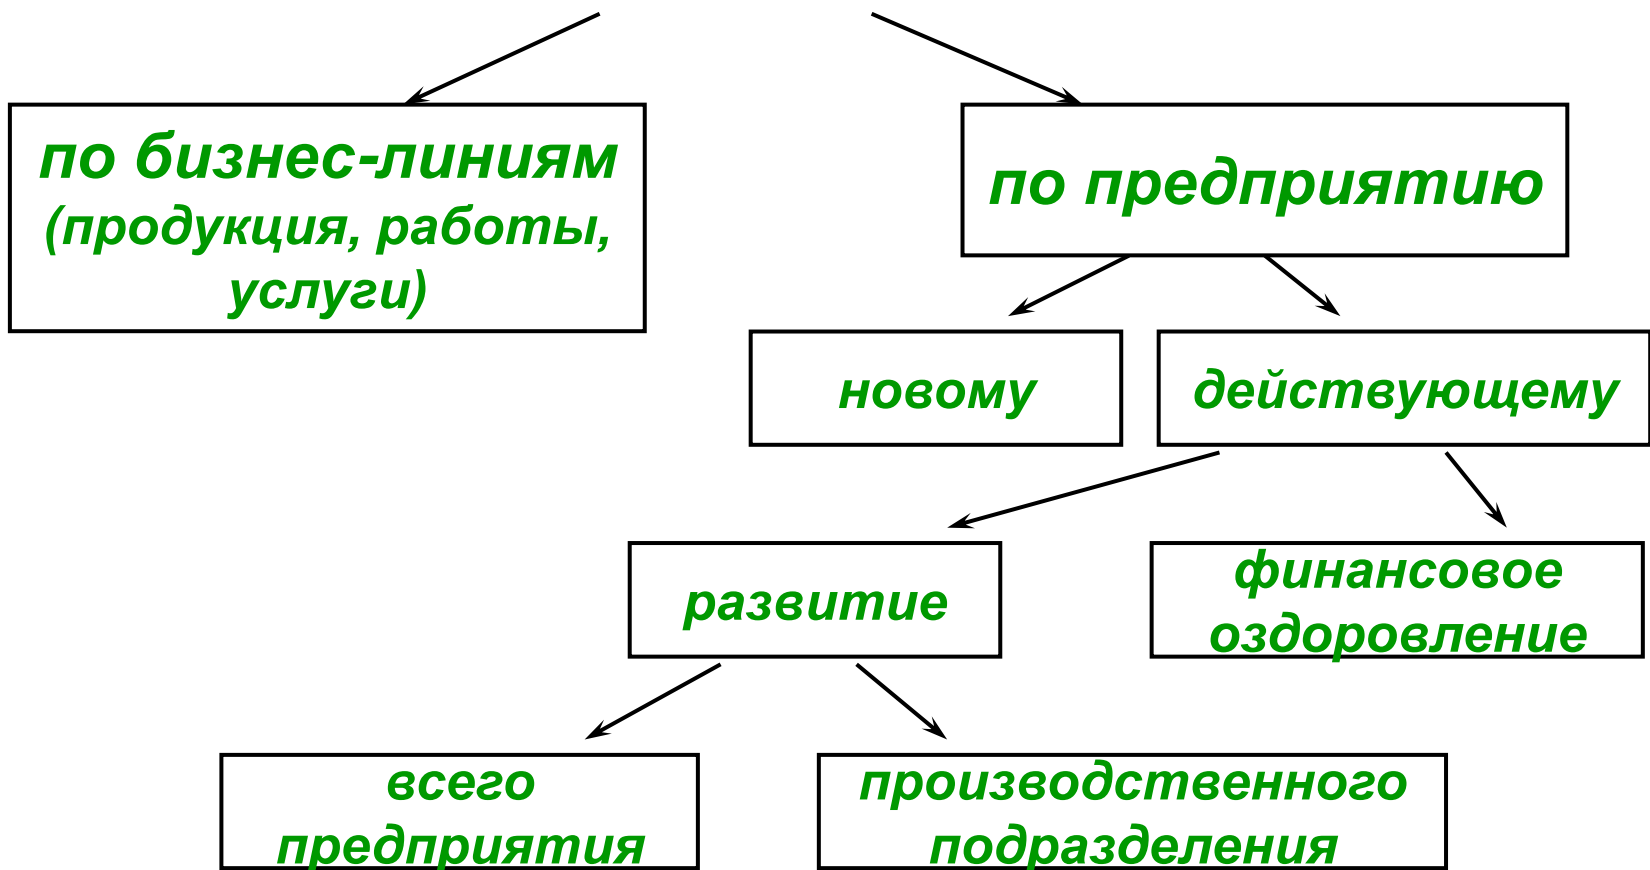 по бизнес-линиям
(продукция, работы,
услуги)
по предприятию
новому
действующему
развитие
финансовое
оздоровление
всего
предприятия
производственного
подразделения